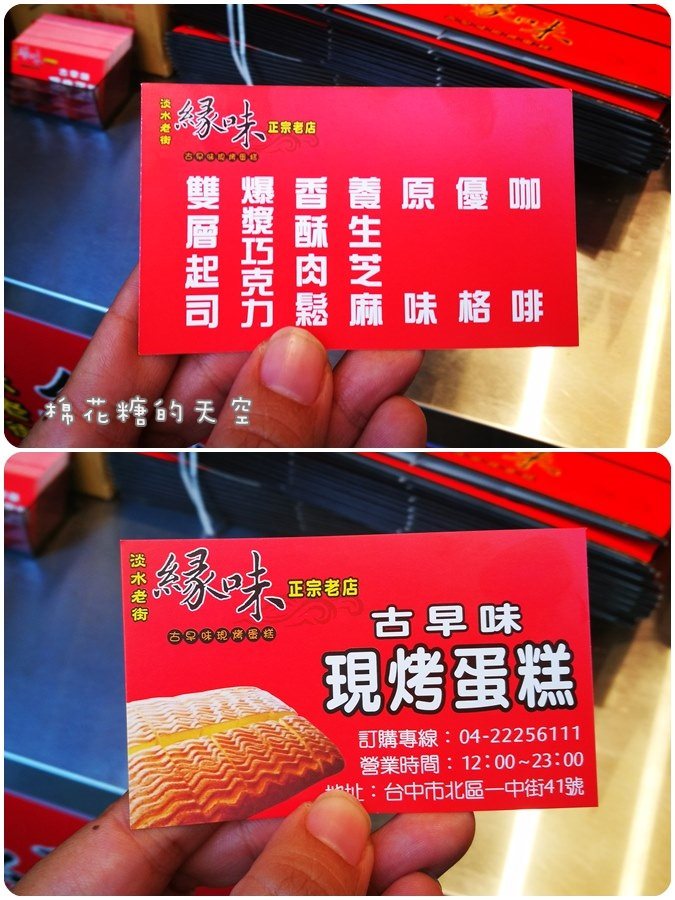 古早味
淡水老街
緣味
正宗老店
古早味現烤蛋糕
雙層起司
爆漿巧克力
香酥肉鬆
養生芝麻
原味
優格
咖啡
棉花糖的天空
淡水老街
緣味
正宗老店
古早味現烤蛋糕
古早味
現烤蛋糕
訂購專線：04-22256111
營業時間：12:00~23:00
地址：台中市北區一中街41號